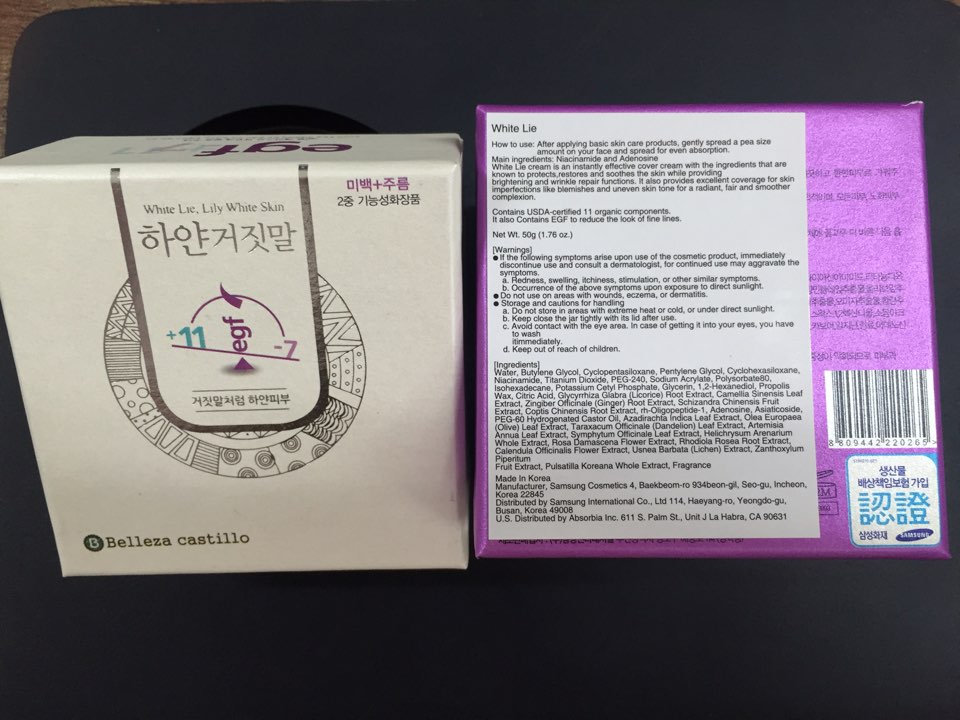 egf
미백+주름
2중 기능성화장품
White Lie, Lily White Skin
하얀거짓말
+11
egf
-7
거짓말처럼 하얀피부
B Belleza castillo
White Lie
How to use: After applying basic skin care products, gently spread a pea size
amount on your face and spread for even absorption.
Main ingredients: Niacinamide and Adenosine
White Lie cream is an instantly effective cover cream with the ingredients that are
known to protects,restores and soothes the skin while providing
brightening and wrinkle repair functions. It also provides excellent coverage for skin
imperfections like blemishes and uneven skin tone for a radiant, fair and smoother
complexion.
Contains USDA-certified 11 organic components.
It also Contains EGF to reduce the look of fine lines.
Net Wt. 50g (1.76 oz.)
[Warnings]
● If the following symptoms arise upon use of the cosmetic product, immediately
discontinue use and consult a dermatologist, for continued use may aggravate the
symptoms.
a. Redness, swelling, itchiness, stimulation, or other similar symptoms.
b. Occurrence of the above symptoms upon exposure to direct sunlight.
● Do not use on areas with wounds, eczema, or dermatitis.
● Storage and cautions for handling
a. Do not store in areas with extreme heat or cold, or under direct sunlight.
b. Keep close the jar tightly with its lid after use.
c. Avoid contact with the eye area. In case of getting it into your eyes, you have
to wash
itimmediately.
d. Keep out of reach of children.
[Ingredients]
Water, Butylene Glycol, Cyclopentasiloxane, Pentylene Glycol, Cyclohexasiloxane,
Niacinamide, Titanium Dioxide, PEG-240, Sodium Acrylate, Polysorbate80,
Isohexadecane, Potassium Cetyl Phosphate, Glycerin, 1,2-Hexanediol, Propolis
Wax, Citric Acid, Glycyrrhiza Glabra (Licorice) Root Extract, Camellia Sinensis Leaf
Extract, Zingiber Officinale (Ginger) Root Extract, Schizandra Chinensis Fruit
Extract, Coptis Chinensis Root Extract, rh-Oligopeptide-1, Adenosine, Asiaticoside,
PEG-60 Hydrogenated Castor Oil, Azadirachta Indica Leaf Extract, Olea Europaea
(Olive) Leaf Extract, Taraxacum Officinale (Dandelion) Leaf Extract, Artemisia
Annua Leaf Extract, Symphytum Officinale Leaf Extract, Helichrysum Arenarium
Whole Extract, Rosa Damascena Flower Extract, Rhodiola Rosea Root Extract,
Calendula Officinalis Flower Extract, Usnea Barbata (Lichen) Extract, Zanthoxylum
Piperitum
Fruit Extract, Pulsatilla Koreana Whole Extract, Fragrance
Made In Korea
Manufacturer, Samsung Cosmetics 4, Baekbeom-ro 934beon-gil, Seo-gu, Incheon,
Korea 22845
Distributed by Samsung International Co., Ltd 114, Haeyang-ro, Yeongdo-gu,
Busan, Korea 49008
U.S. Distributed by Absorbia Inc. 611 S. Palm St., Unit J La Habra, CA 90631
8 809442 220265 >
생산물
배상책임보험 가입
認證
삼성화재 SAMSUNG